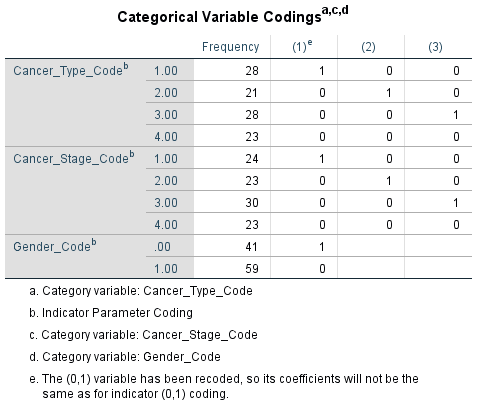 Categorical Variable Codings a,c,d
Frequency (1)e (2) (3)
Cancer_Type_Code b 1.00 28 1 0 0
2.00 21 0 1 0
3.00 28 0 0 1
4.00 23 0 0 0
Cancer_Stage_Code b 1.00 24 1 0 0
2.00 23 0 1 0
3.00 30 0 0 1
4.00 23 0 0 0
Gender_Code b .00 41 1
1.00 59 0
a. Category variable: Cancer_Type_Code
b. Indicator Parameter Coding
c. Category variable: Cancer_Stage_Code
d. Category variable: Gender_Code
e. The (0,1) variable has been recoded, so its coefficients will not be the
same as for indicator (0,1) coding.